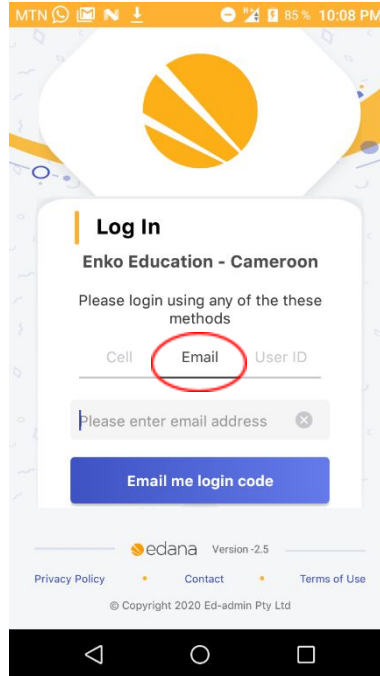 MTN 85% 10:08 PM
Log In
Enko Education - Cameroon
Please login using any of the these
methods
Cell Email User ID
Please enter email address
Email me login code
edana Version -2.5
Privacy Policy • Contact • Terms of Use
© Copyright 2020 Ed-admin Pty Ltd